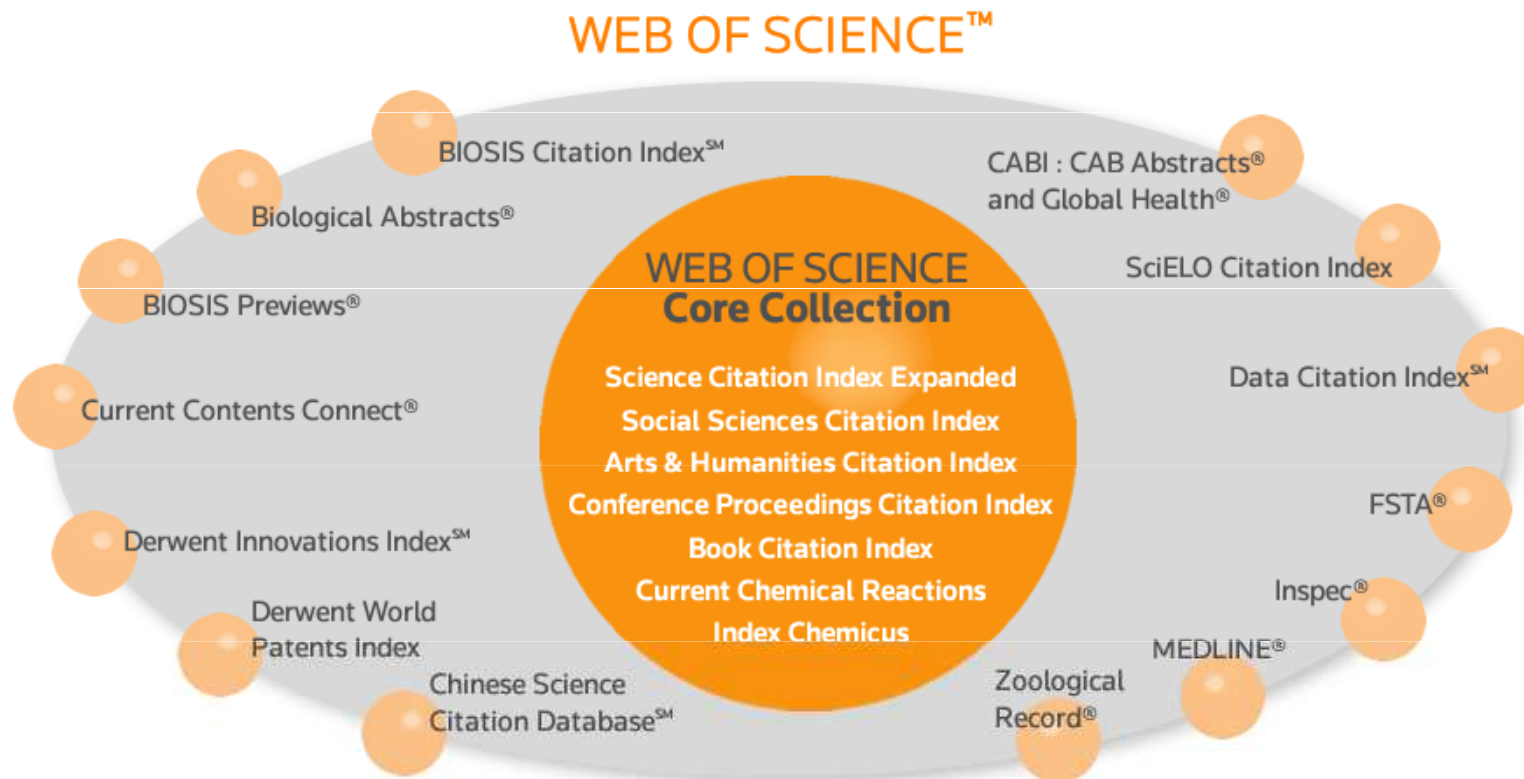 WEB OF SCIENCE™
BIOSIS Citation Index℠
Biological Abstracts®
BIOSIS Previews®
Current Contents Connect®
Derwent Innovations Index℠
Derwent World
Patents Index
Chinese Science
Citation Database℠
WEB OF SCIENCE
Core Collection
Science Citation Index Expanded
Social Sciences Citation Index
Arts & Humanities Citation Index
Conference Proceedings Citation Index
Book Citation Index
Current Chemical Reactions
Index Chemicus
CABI : CAB Abstracts®
and Global Health®
SciELO Citation Index
Data Citation Index℠
FSTA®
Inspec®
MEDLINE®
Zoological
Record®